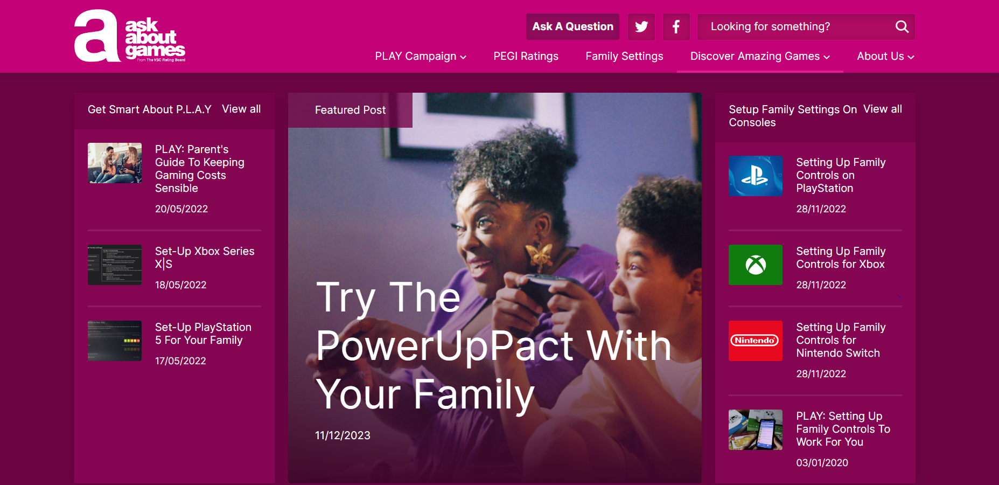 ask
about
games
From The VSC Rating Board
Ask A Question
Looking for something?
PLAY Campaign
PEGI Ratings
Family Settings
Discover Amazing Games
About Us
Get Smart About P.L.A.Y
View all
PLAY: Parent's
Guide To Keeping
Gaming Costs
Sensible
20/05/2022
Set-Up Xbox Series
X|S
18/05/2022
Set-Up PlayStation
5 For Your Family
17/05/2022
Featured Post
Try The
PowerUpPact With
Your Family
11/12/2023
Setup Family Settings On
Consoles
View all
Setting Up Family
Controls on
PlayStation
28/11/2022
Setting Up Family
Controls for Xbox
28/11/2022
Nintendo
Setting Up Family
Controls for
Nintendo Switch
28/11/2022
PLAY: Setting Up
Family Controls To
Work For You
03/01/2020